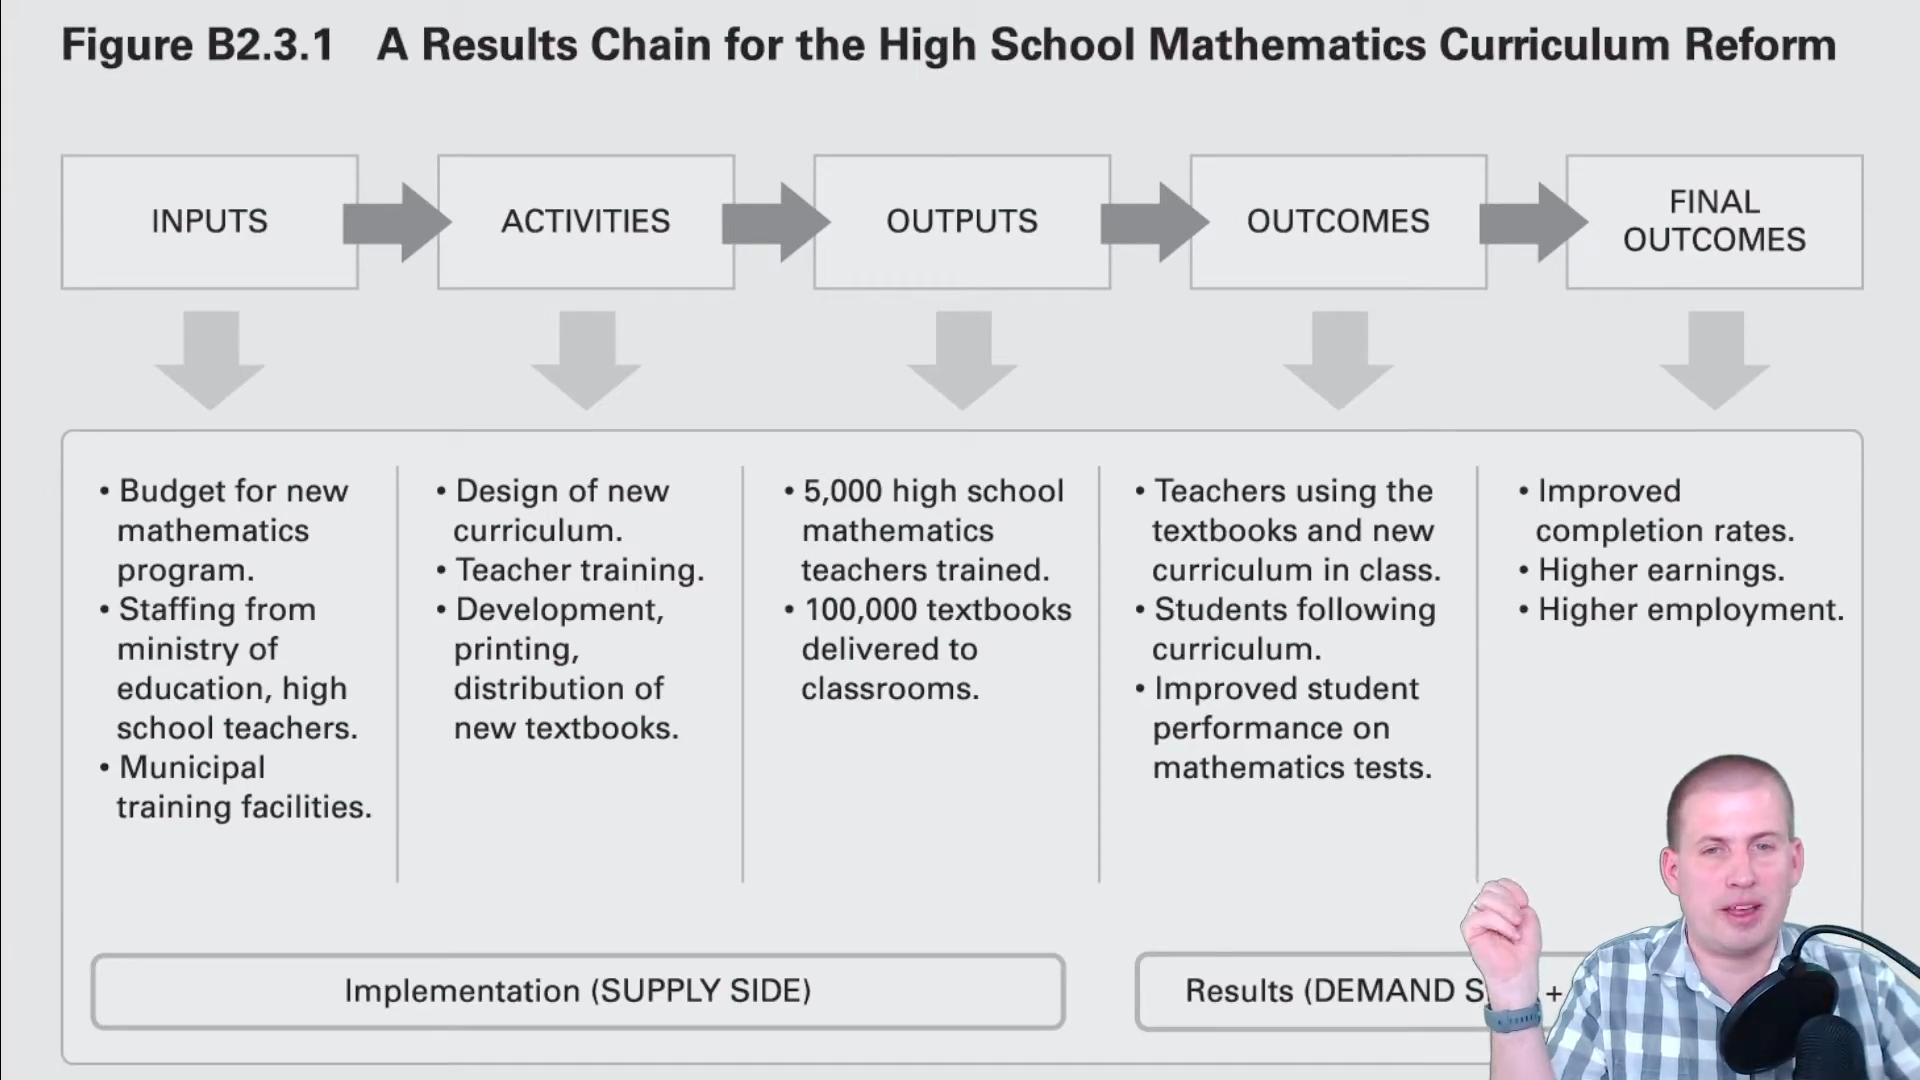 Figure B2.3.1 A Results Chain for the High School Mathematics Curriculum Reform
INPUTS
ACTIVITIES
OUTPUTS
OUTCOMES
FINAL
OUTCOMES
• Budget for new
mathematics
program.
• Staffing from
ministry of
education, high
school teachers.
• Municipal
training facilities.
• Design of new
curriculum.
• Teacher training.
• Development,
printing,
distribution of
new textbooks.
• 5,000 high school
mathematics
teachers trained.
• 100,000 textbooks
delivered to
classrooms.
• Teachers using the
textbooks and new
curriculum in class.
• Students following
curriculum.
• Improved student
performance on
mathematics tests.
• Improved
completion rates.
• Higher earnings.
• Higher employment.
Implementation (SUPPLY SIDE)
Results (DEMAND +